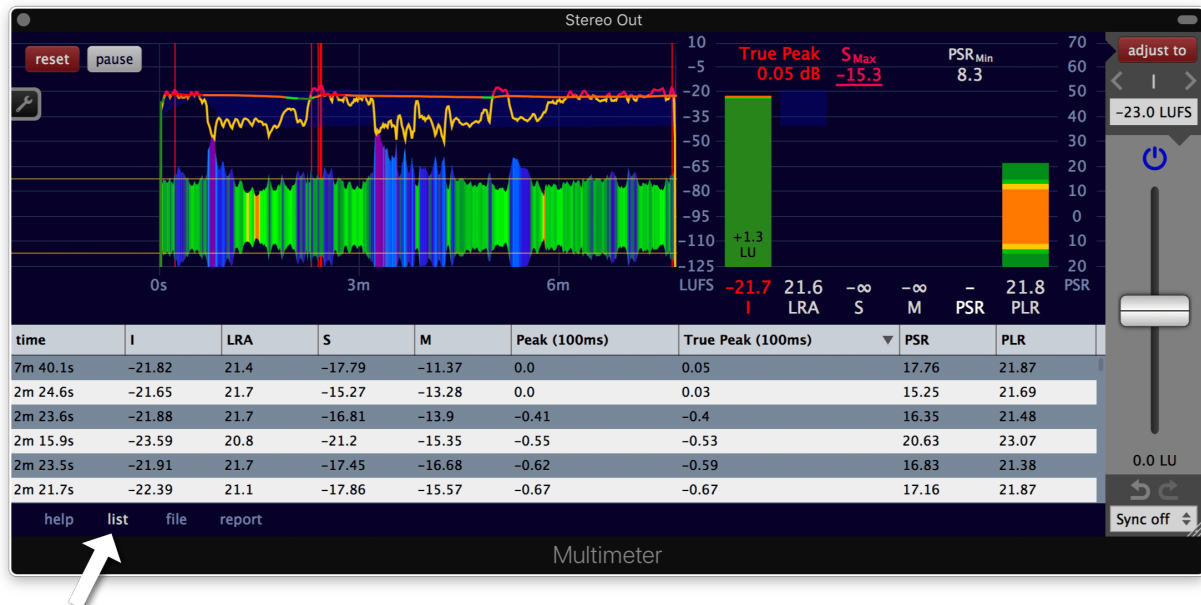 Stereo Out
reset pause
10 True Peak SMax PSRMin 70 adjust to
-5 0.05 dB -15.3 8.3 60
-20 50 I
-35 40 -23.0 LUFS
-50 30
-65 20
-80 10
-95 0
-110 +1.3 10
LU
-125 20
0s 3m 6m LUFS -21.7 21.6 -∞ -∞ – 21.8 PSR
I LRA S M PSR PLR
time I LRA S M Peak (100ms) True Peak (100ms) PSR PLR
7m 40.1s -21.82 21.4 -17.79 -11.37 0.0 0.05 17.76 21.87
2m 24.6s -21.65 21.7 -15.27 -13.28 0.0 0.03 15.25 21.69
2m 23.6s -21.88 21.7 -16.81 -13.9 -0.41 -0.4 16.35 21.48
2m 15.9s -23.59 20.8 -21.2 -15.35 -0.55 -0.53 20.63 23.07
2m 23.5s -21.91 21.7 -17.45 -16.68 -0.62 -0.59 16.83 21.38
0.0 LU
2m 21.7s -22.39 21.1 -17.86 -15.57 -0.67 -0.67 17.16 21.87
help list file report Sync off
Multimeter